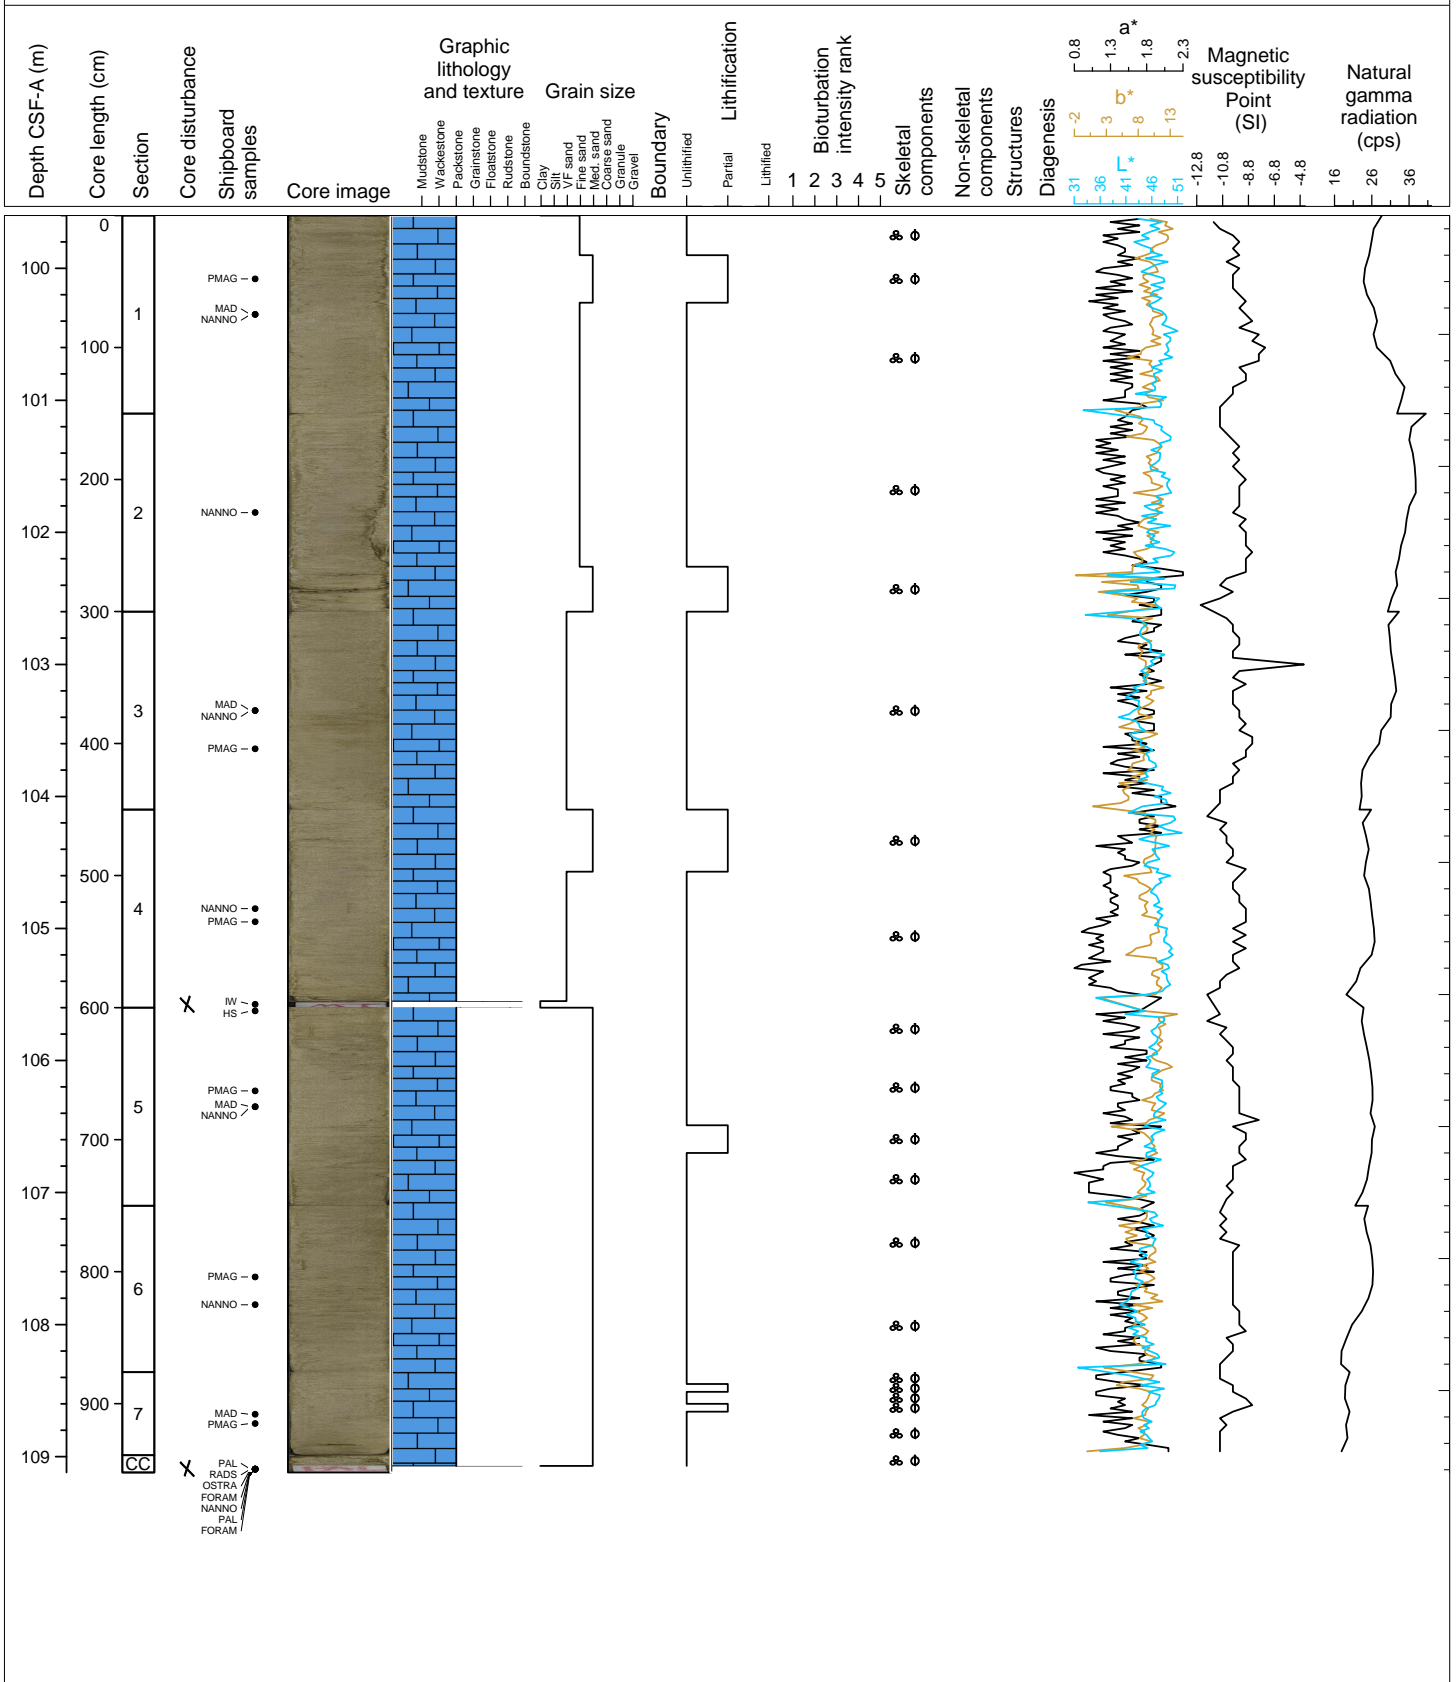 Depth CSF-A (m)
Core length (cm)
Section
Core disturbance
Shipboard
samples
Core image
Graphic
lithology
and texture
Mudstone
Wackestone
Packstone
Grainstone
Floatstone
Rudstone
Boundstone
Grain size
Clay
Silt
VF sand
Fine sand
Med. sand
Coarse sand
Granule
Gravel
Boundary
Lithification
Unlithified
Partial
Lithified
Bioturbation
intensity rank
1 2 3 4 5
Skeletal
components
Non-skeletal
components
Structures
Diagenesis
a*
0.8 1.3 1.8 2.3
b*
-2 3 8 13
L*
31 36 41 46 51
Magnetic
susceptibility
Point
(SI)
-12.8 -10.8 -8.8 -6.8 -4.8
Natural
gamma
radiation
(cps)
16 26 36
0
100
PMAG
MAD
NANNO
1
100
101
200
2
NANNO
102
300
103
3
MAD
NANNO
400
PMAG
104
500
4
NANNO
PMAG
105
IW
600
HS
106
PMAG
5
MAD
NANNO
700
107
800
PMAG
6
NANNO
108
900
7
MAD
PMAG
109
CC
PAL
RADS
OSTRA
FORAM
NANNO
PAL
FORAM